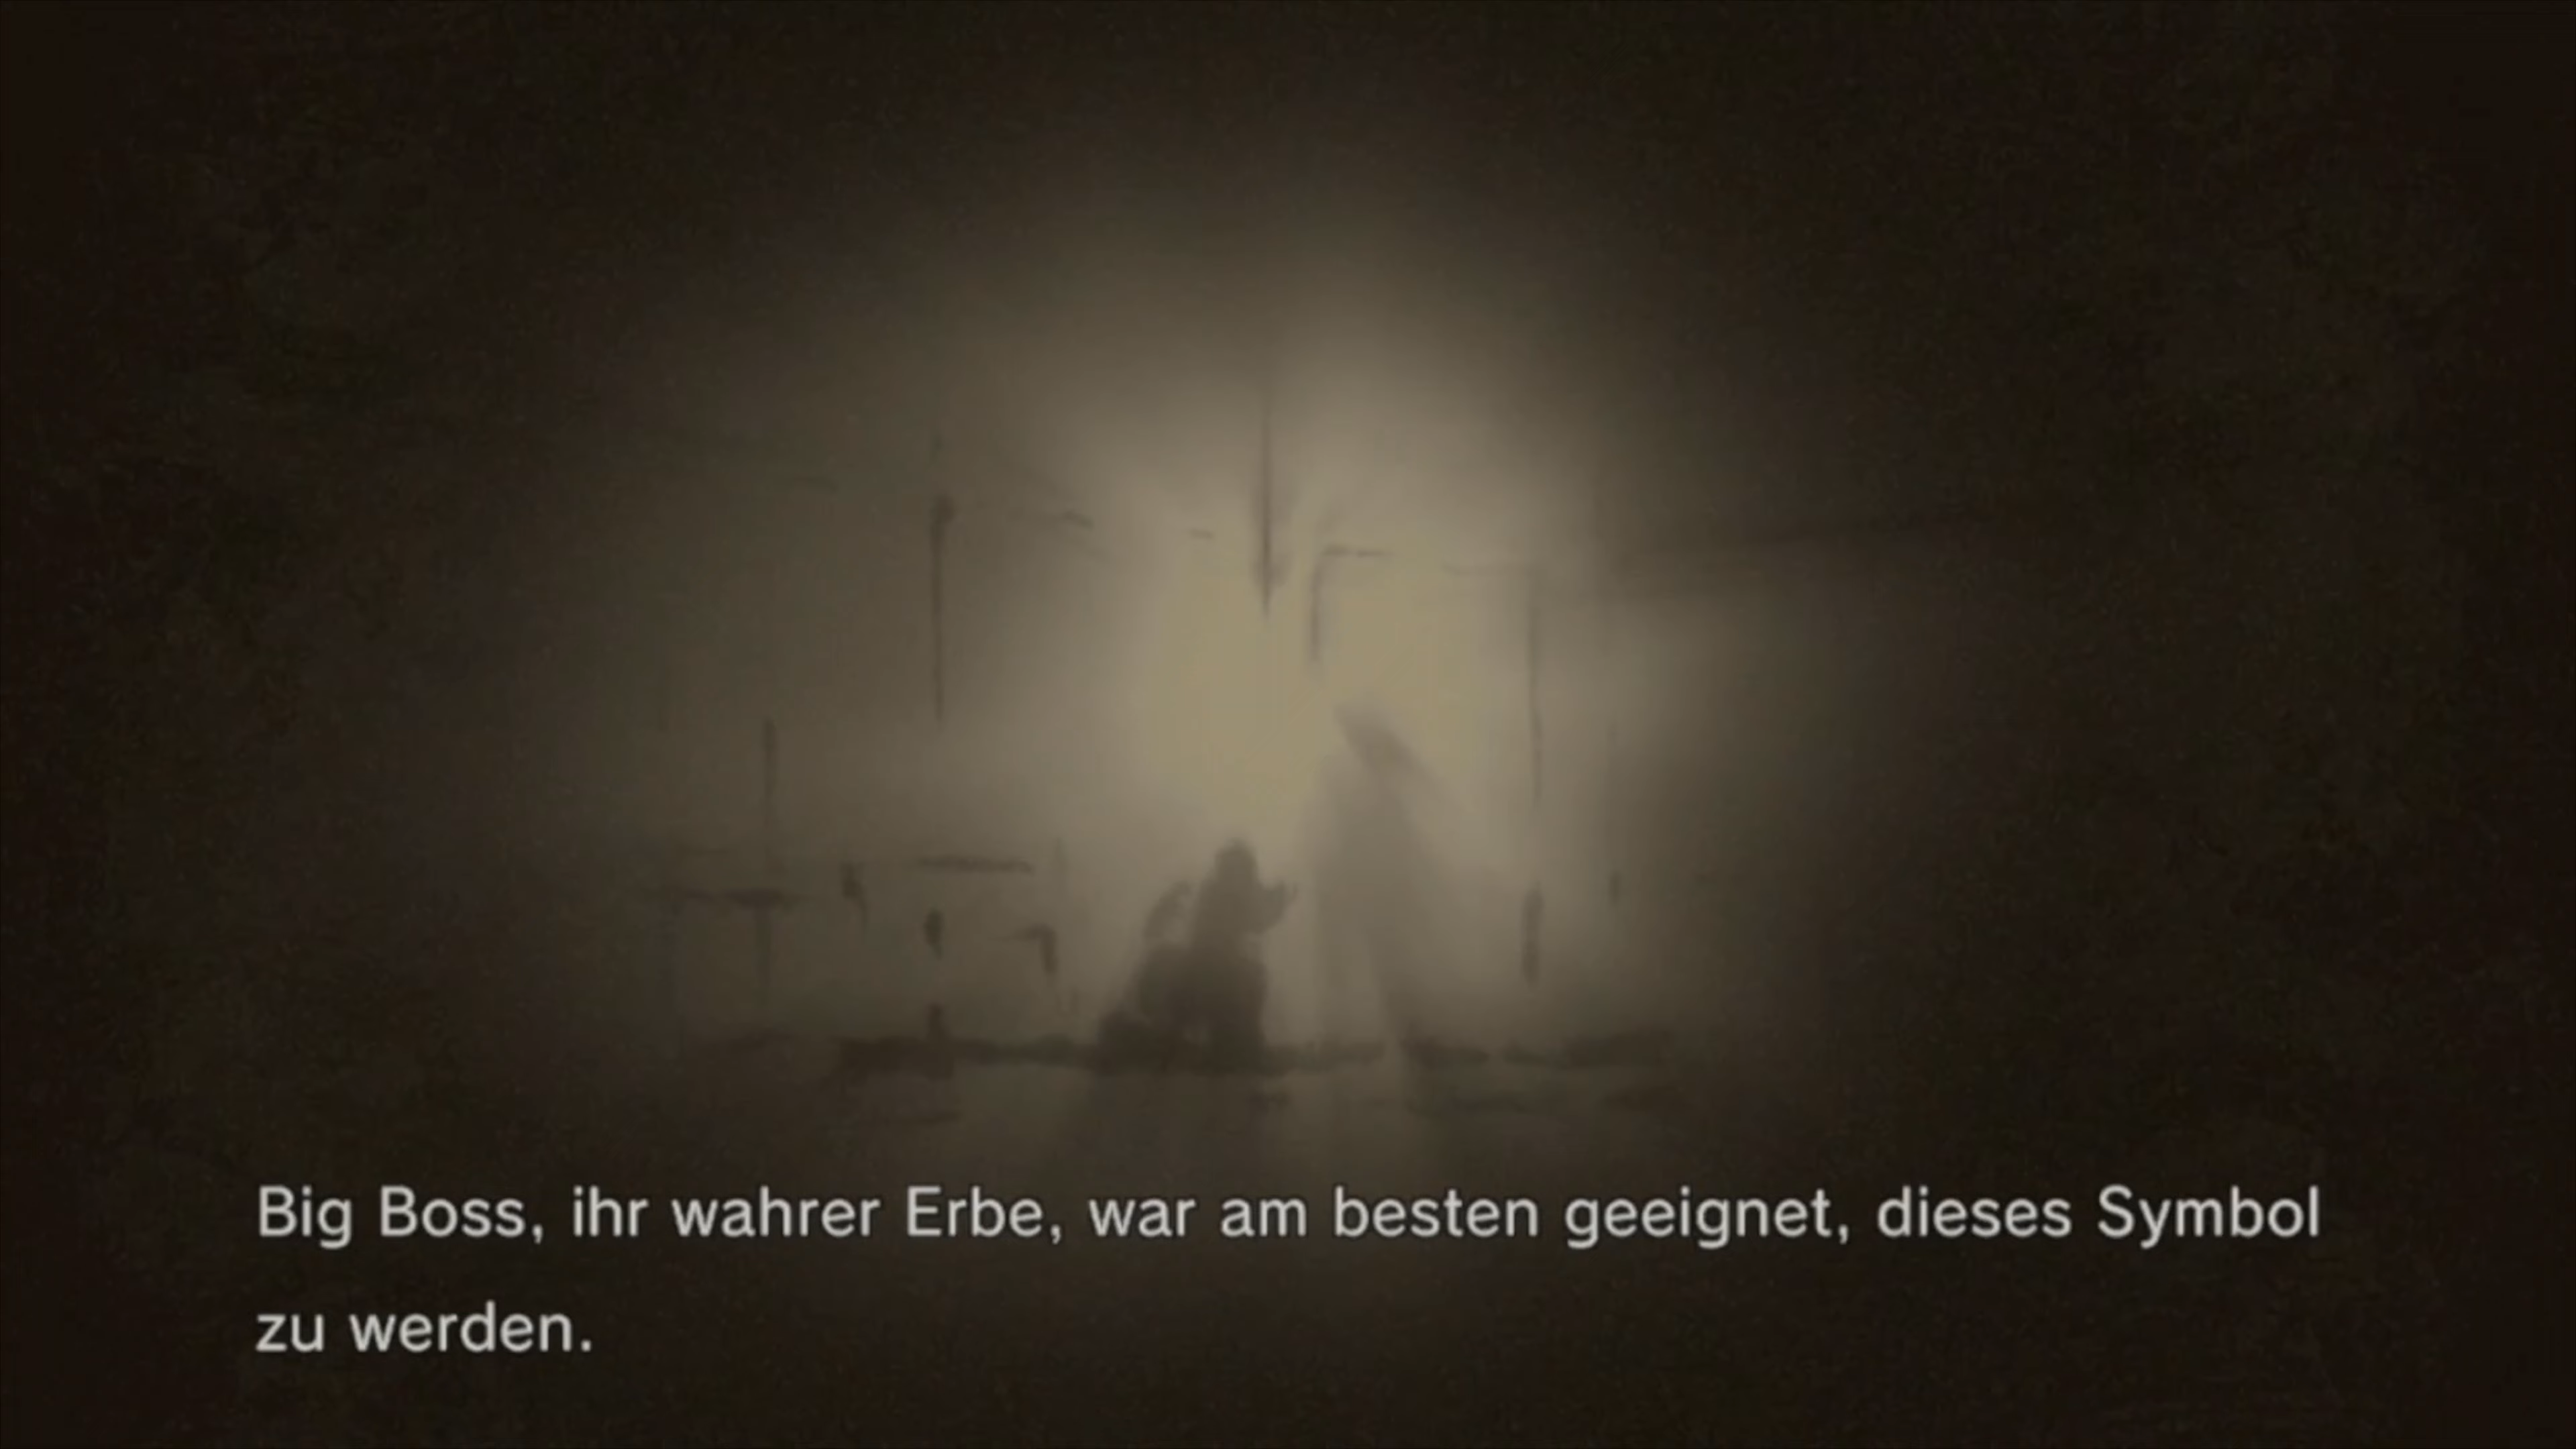 Big Boss, ihr wahrer Erbe, war am besten geeignet, dieses Symbol
zu werden.